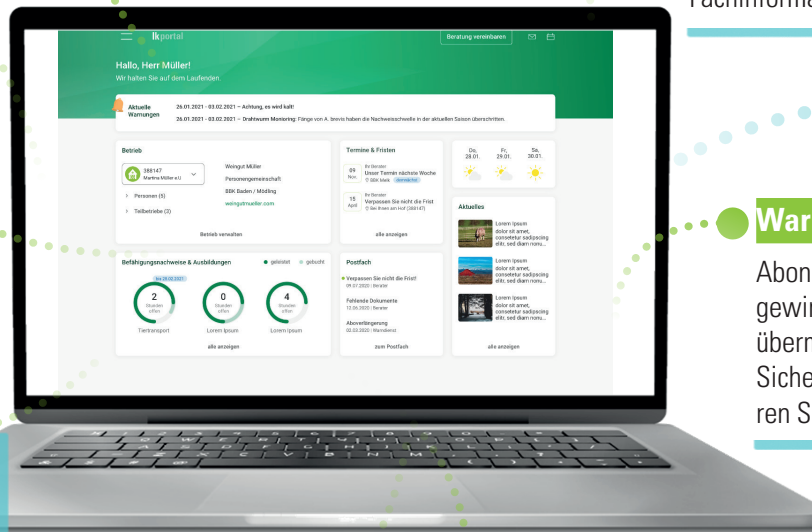 Fachinforma
lkportal
Beratung vereinbaren
Hallo, Herr Müller!
Wir halten Sie auf dem Laufenden.
Aktuelle
Warnungen
26.01.2021 - 03.02.2021 – Achtung, es wird kalt!
26.01.2021 - 03.02.2021 – Drahtwurm Monioring: Fänge von A. brevis haben die Nachweisschwelle in der aktuellen Saison überschritten.
Betrieb
388147
Martina Müller e.U
Personen (5)
Teilbetriebe (3)
Weingut Müller
Personengemeinschaft
BBK Baden / Mödling
weingutmueller.com
Betrieb verwalten
Termine & Fristen
09
Nov.
Ihr Berater
Unser Termin nächste Woche
BBK Melk
15
April
Ihr Berater
Verpassen Sie nicht die Frist
Bei Ihnen am Hof (388147)
alle anzeigen
Do,
28.01.
Fr,
29.01.
Sa,
30.01.
Aktuelles
Lorem Ipsum
dolor sit amet,
consetetur sadipscing
elitr, sed diam nonu...
Lorem Ipsum
dolor sit amet,
consetetur sadipscing
elitr, sed diam nonu...
Lorem Ipsum
dolor sit amet,
consetetur sadipscing
elitr, sed diam nonu...
alle anzeigen
Befähigungsnachweise & Ausbildungen
geleistet
gebucht
bis 29.03.2021
2
Stunden
offen
Tiertransport
0
Stunden
offen
Lorem Ipsum
4
Stunden
offen
Lorem Ipsum
alle anzeigen
Postfach
Verpassen Sie nicht die Frist!
09.07.2020 | Berater
Fehlende Dokumente
12.06.2020 | Berater
Aboverlängerung
02.03.2020 | Warndienst
zum Postfach
War
Abon
gewin
überm
Siche
ren S